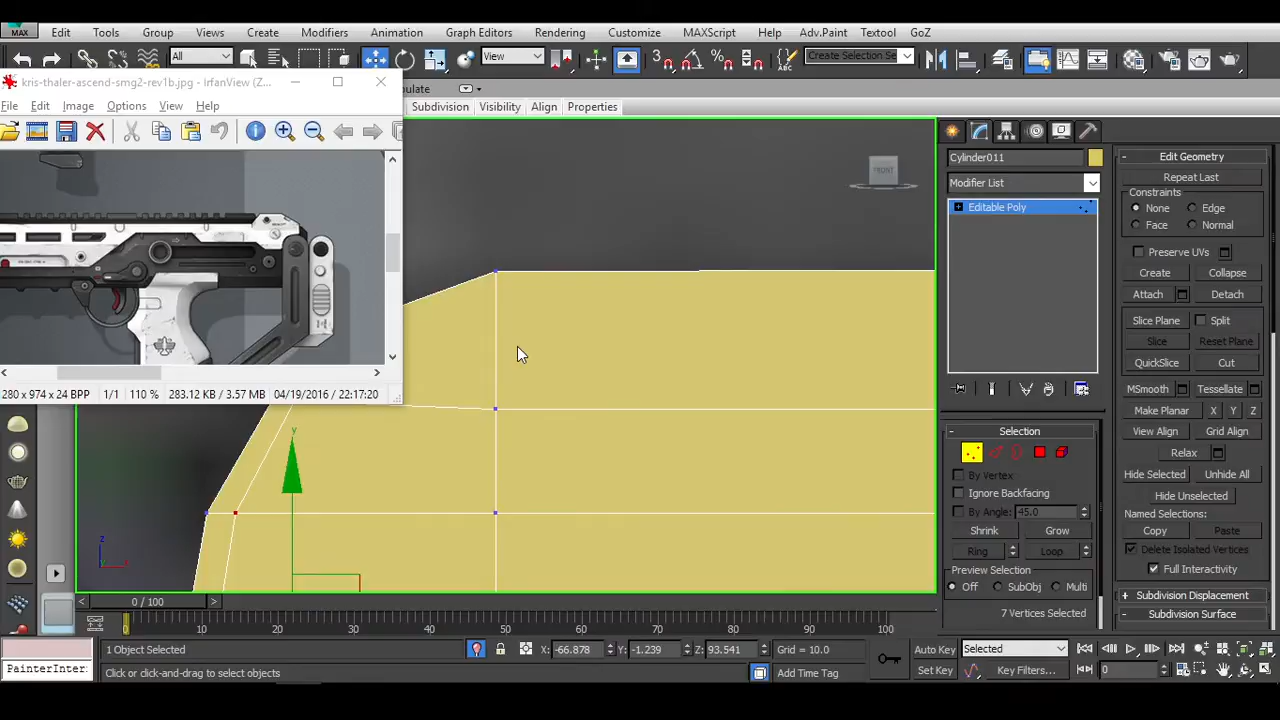 MAX Edit Tools Group Views Create Modifiers Animation Graph Editors Rendering Customize MAXScript Help Adv.Paint Textool GoZ
All View Create Selection Se
kris-thaler-ascend-smg2-rev1b.jpg - IrfanView (Z...
File Edit Image Options View Help
Subdivision Visibility Align Properties
FRONT
280 x 974 x 24 BPP 1/1 110 % 283.12 KB / 3.57 MB 04/19/2016 / 22:17:20
y
z
Cylinder011
Modifier List
Editable Poly
Selection
By Vertex
Ignore Backfacing
By Angle: 45.0
Shrink Grow
Ring Loop
Preview Selection
Off SubObj Multi
7 Vertices Selected
Edit Geometry
Repeat Last
Constraints
None Edge
Face Normal
Preserve UVs
Create Collapse
Attach Detach
Slice Plane Split
Slice Reset Plane
QuickSlice Cut
MSmooth Tessellate
Make Planar X Y Z
View Align Grid Align
Relax
Hide Selected Unhide All
Hide Unselected
Named Selections:
Copy Paste
Delete Isolated Vertices
Full Interactivity
Subdivision Displacement
Subdivision Surface
0 / 100
0 10 20 30 40 50 60 70 80 90 100
1 Object Selected X: -66.878 Y: -1.239 Z: 93.541 Grid = 10.0 Auto Key Selected
PainterInter Click or click-and-drag to select objects Add Time Tag Set Key Key Filters... 0